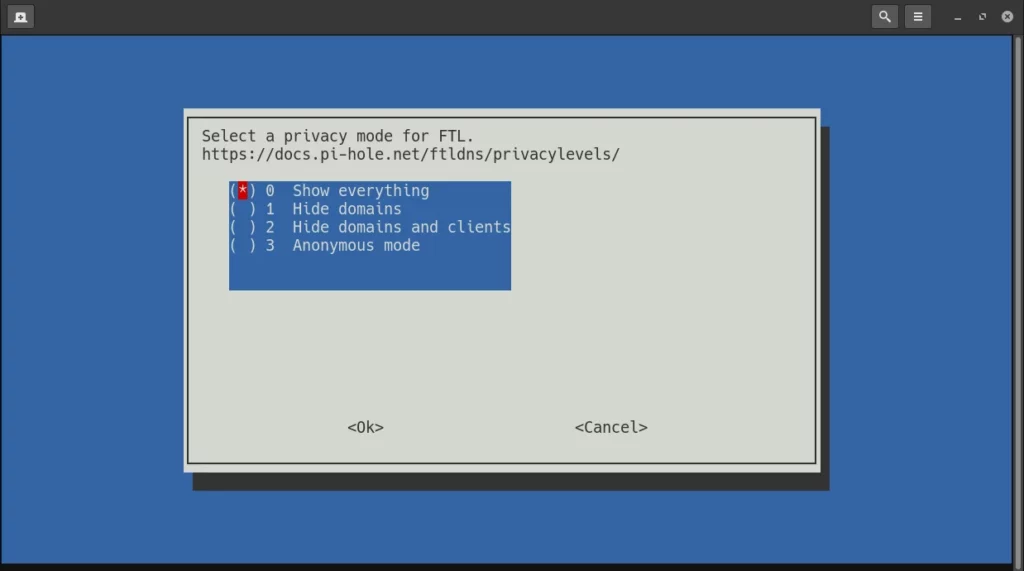 Select a privacy mode for FTL.
https://docs.pi-hole.net/ftldns/privacylevels/
(*) 0  Show everything
( ) 1  Hide domains
( ) 2  Hide domains and clients
( ) 3  Anonymous mode
<Ok> <Cancel>